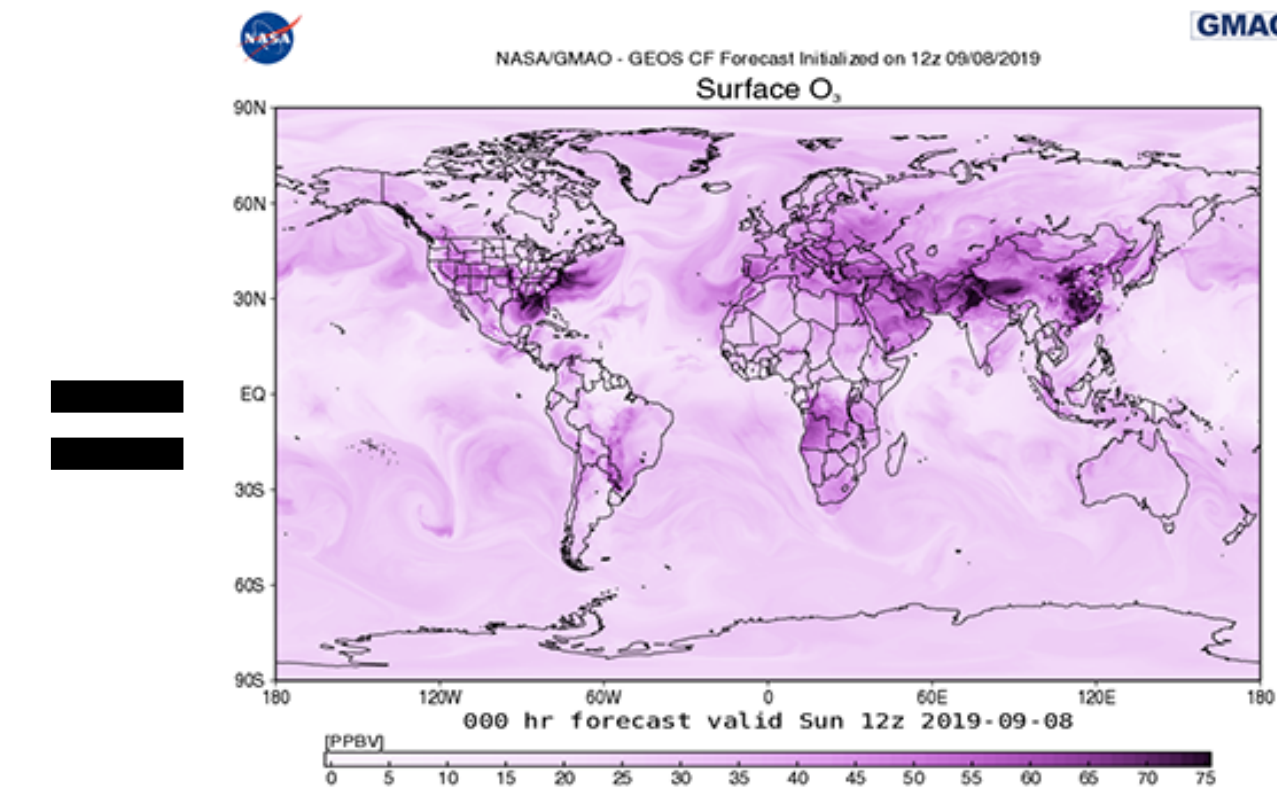 NASA
GMAO
NASA/GMAO - GEOS CF Forecast Initialized on 12z 09/08/2019
Surface O₃
90N
60N
30N
EQ
30S
60S
90S
180 120W 60W 0 60E 120E 180
000 hr forecast valid Sun 12z 2019-09-08
[PPBV]
0 5 10 15 20 25 30 35 40 45 50 55 60 65 70 75